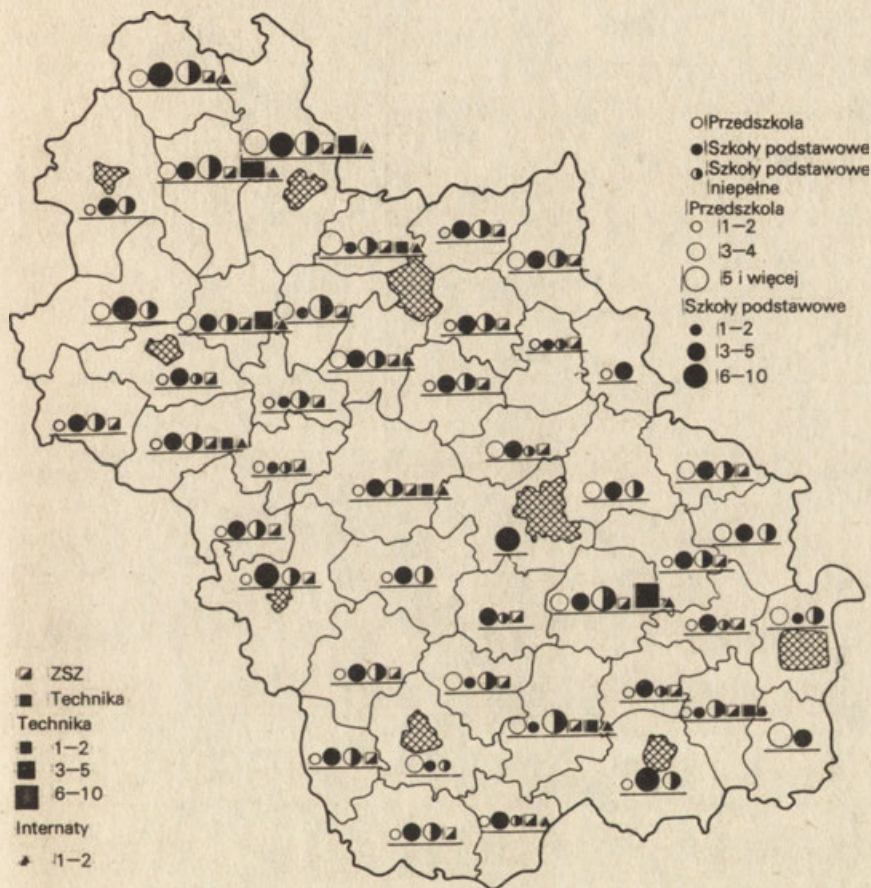 Przedszkola
Szkoły podstawowe
Szkoły podstawowe
niepełne
Przedszkola
1–2
3–4
5 i więcej
Szkoły podstawowe
1–2
3–5
6–10
ZSZ
Technika
Technika
1–2
3–5
6–10
Internaty
1–2